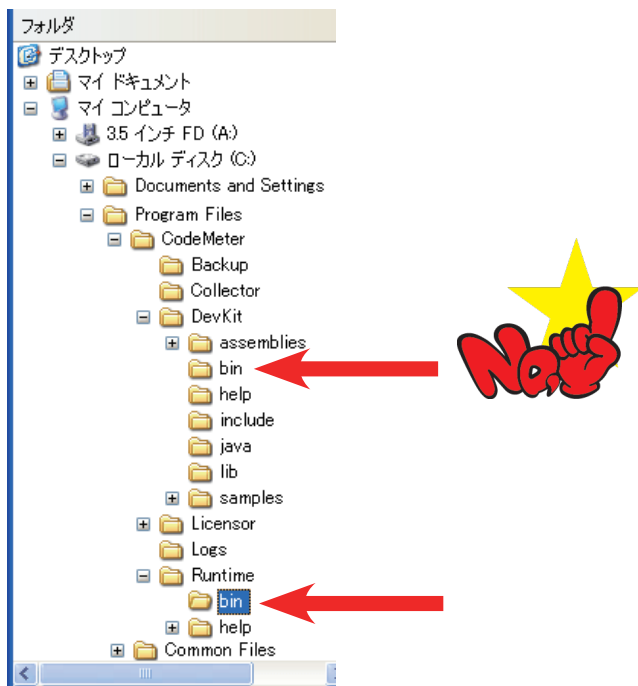 フォルダ
デスクトップ
マイ ドキュメント
マイ コンピュータ
3.5 インチ FD (A:)
ローカル ディスク (C:)
Documents and Settings
Program Files
CodeMeter
Backup
Collector
DevKit
assemblies
bin
help
include
java
lib
samples
Licensor
Logs
Runtime
bin
help
Common Files
No,1